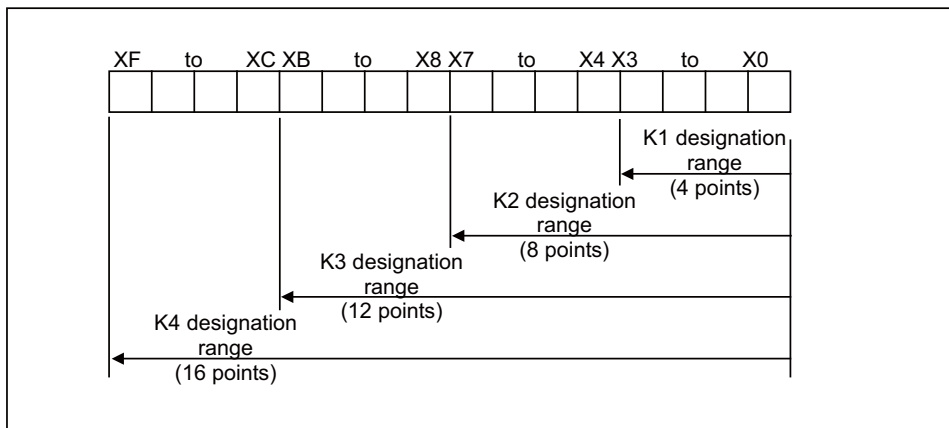 XF to XC XB to X8 X7 to X4 X3 to X0
K1 designation
range
(4 points)
K2 designation
range
(8 points)
K3 designation
range
(12 points)
K4 designation
range
(16 points)